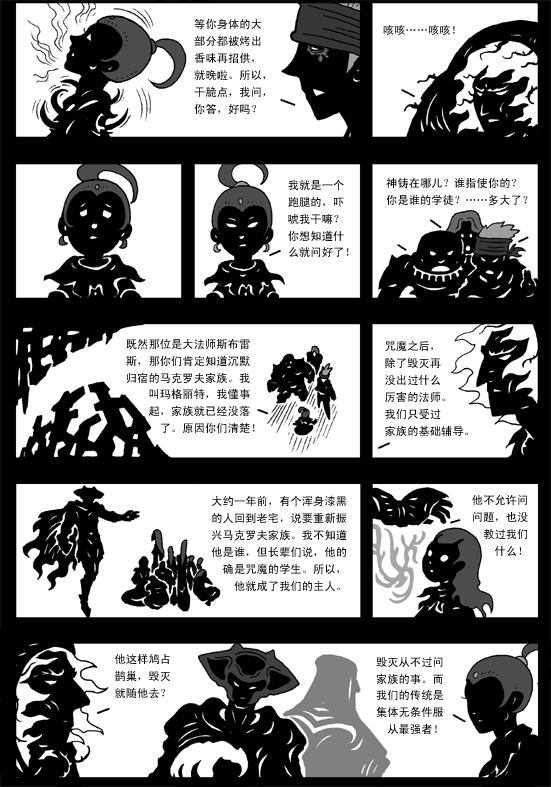 等你身体的大
部分都被烤出
香味再招供，
就晚啦。所以，
干脆点，我问，
你答，好吗？
咳咳……咳咳！
我就是一个
跑腿的，吓
唬我干嘛？
你想知道什
么就问好了！
神铸在哪儿？谁指使你的？
你是谁的学徒？……多大了？
既然那位是大法师斯布雷
斯，那你们肯定知道沉默
归宿的马克罗夫家族。我
叫玛格丽特，我懂事
起，家族就已经没落
了。原因你们清楚！
咒魔之后，
除了毁灭再
没出过什么
厉害的法师。
我们只受过
家族的基础辅导。
大约一年前，有个浑身漆黑
的人回到老宅，说要重新振
兴马克罗夫家族。我不知道
他是谁，但长辈们说，他的
确是咒魔的学生。所以，
他就成了我们的主人。
他不允许问
问题，也没
教过我们
什么！
他这样鸠占
鹊巢，毁灭
就随他去？
毁灭从不过问
家族的事。而
我们的传统是
集体无条件服
从最强者！